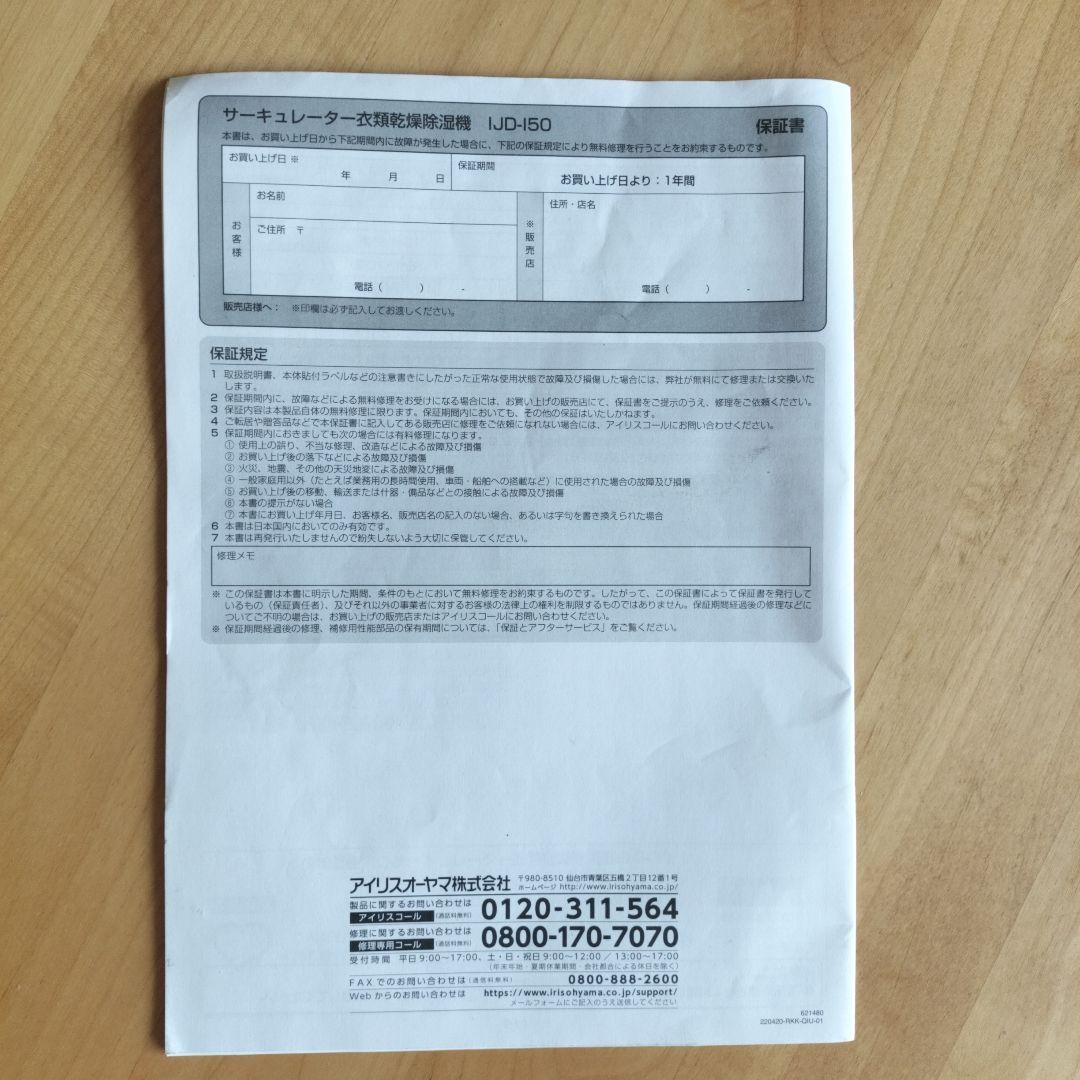 サーキュレーター衣類乾燥除湿機 IJD-I50 保証書
本書は、お買い上げ日から下記期間内に故障が発生した場合に、下記の保証規定により無料修理を行うことをお約束するものです。
お買い上げ日 ※ 保証期間
年 月 日 お買い上げ日より：1年間
お客様 お名前 ※販売店 住所・店名
ご住所 〒
電話（ ） - 電話（ ） -
販売店様へ： ※印欄は必ず記入してお渡しください。
保証規定
1 取扱説明書、本体貼付ラベルなどの注意書きにしたがった正常な使用状態で故障及び損傷した場合には、弊社が無料にて修理または交換いた
します。
2 保証期間内に、故障などによる無料修理をお受けになる場合には、お買い上げの販売店にて、保証書をご提示のうえ、修理をご依頼ください。
3 保証内容は本製品自体の無料修理に限ります。保証期間内においても、その他の保証はいたしかねます。
4 ご転居や贈答品などで本保証書に記入してある販売店に修理をご依頼になれない場合には、アイリスコールにお問い合わせください。
5 保証期間内におきましても次の場合には有料修理になります。
① 使用上の誤り、不当な修理、改造などによる故障及び損傷
② お買い上げ後の落下などによる故障及び損傷
③ 火災、地震、その他の天災地変による故障及び損傷
④ 一般家庭用以外（たとえば業務用の長時間使用、車両・船舶への搭載など）に使用された場合の故障及び損傷
⑤ お買い上げ後の移動、輸送または什器・備品などとの接触による故障及び損傷
⑥ 本書の提示がない場合
⑦ 本書にお買い上げ年月日、お客様名、販売店名の記入のない場合、あるいは字句を書き換えられた場合
6 本書は日本国内においてのみ有効です。
7 本書は再発行いたしませんので紛失しないよう大切に保管してください。
修理メモ
※ この保証書は本書に明示した期間、条件のもとにおいて無料修理をお約束するものです。したがって、この保証書によって保証書を発行して
いるもの（保証責任者）、及びそれ以外の事業者に対するお客様の法律上の権利を制限するものではありません。保証期間経過後の修理などに
ついてご不明の場合は、お買い上げの販売店またはアイリスコールにお問い合わせください。
※ 保証期間経過後の修理、補修用性能部品の保有期間については、「保証とアフターサービス」をご覧ください。
アイリスオーヤマ株式会社 〒980-8510 仙台市青葉区五橋2丁目12番1号
ホームページ http://www.irisohyama.co.jp/
製品に関するお問い合わせは
アイリスコール （通話料無料） 0120-311-564
修理に関するお問い合わせは
修理専用コール （通話料無料） 0800-170-7070
受付時間 平日 9:00～17:00、土・日・祝日 9:00～12:00 ／ 13:00～17:00
（年末年始・夏期休業期間・会社都合による休日を除く）
FAXでのお問い合わせは（通信料無料） 0800-888-2600
Webからのお問い合わせは https://www.irisohyama.co.jp/support/
メールフォームにご記入のうえ送信してください
621480
220420-RKK-QIU-01